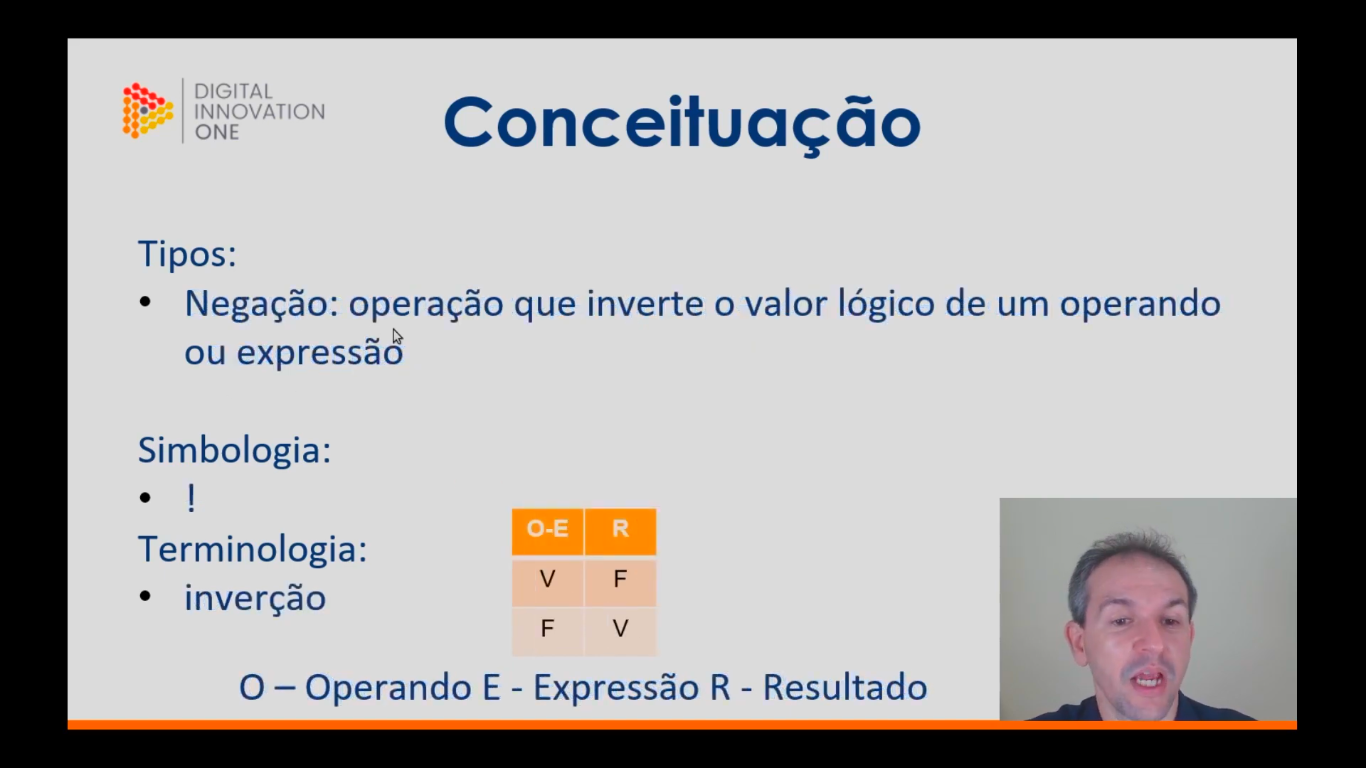 DIGITAL
INNOVATION
ONE
Conceituação
Tipos:
• Negação: operação que inverte o valor lógico de um operando
ou expressão
Simbologia:
• !
Terminologia:
• inverção
O-E R
V F
F V
O – Operando E - Expressão R - Resultado